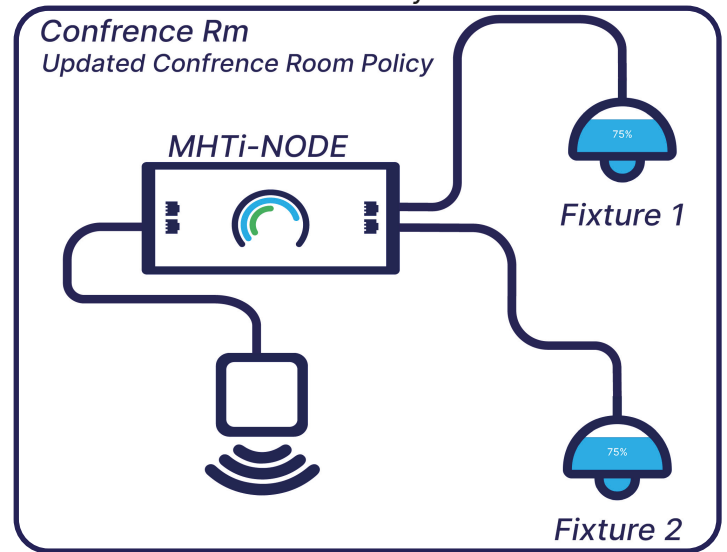 Confrence Rm
Updated Confrence Room Policy
MHTi-NODE
75%
Fixture 1
75%
Fixture 2